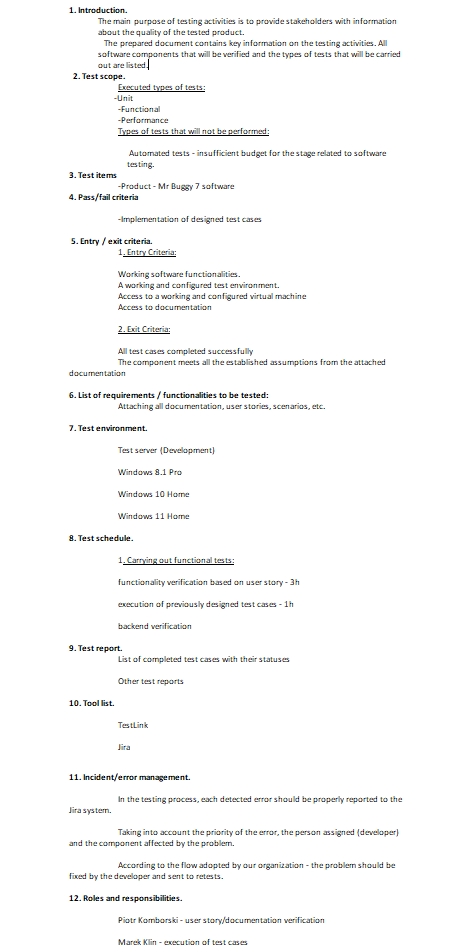 1. Introduction.
The main purpose of testing activities is to provide stakeholders with information
about the quality of the tested product.
The prepared document contains key information on the testing activities. All
software components that will be verified and the types of tests that will be carried
out are listed.
2. Test scope.
Executed types of tests:
-Unit
-Functional
-Performance
Types of tests that will not be performed:
Automated tests - insufficient budget for the stage related to software
testing.
3. Test items
-Product - Mr Buggy 7 software
4. Pass/fail criteria
-Implementation of designed test cases
5. Entry / exit criteria.
1. Entry Criteria:
Working software functionalities.
A working and configured test environment.
Access to a working and configured virtual machine
Access to documentation
2. Exit Criteria:
All test cases completed successfully
The component meets all the established assumptions from the attached
documentation
6. List of requirements / functionalities to be tested:
Attaching all documentation, user stories, scenarios, etc.
7. Test environment.
Test server (Development)
Windows 8.1 Pro
Windows 10 Home
Windows 11 Home
8. Test schedule.
1. Carrying out functional tests:
functionality verification based on user story - 3h
execution of previously designed test cases - 1h
backend verification
9. Test report.
List of completed test cases with their statuses
Other test reports
10. Tool list.
TestLink
Jira
11. Incident/error management.
In the testing process, each detected error should be properly reported to the
Jira system.
Taking into account the priority of the error, the person assigned (developer)
and the component affected by the problem.
According to the flow adopted by our organization - the problem should be
fixed by the developer and sent to retests.
12. Roles and responsibilities.
Piotr Komborski - user story/documentation verification
Marek Klin - execution of test cases